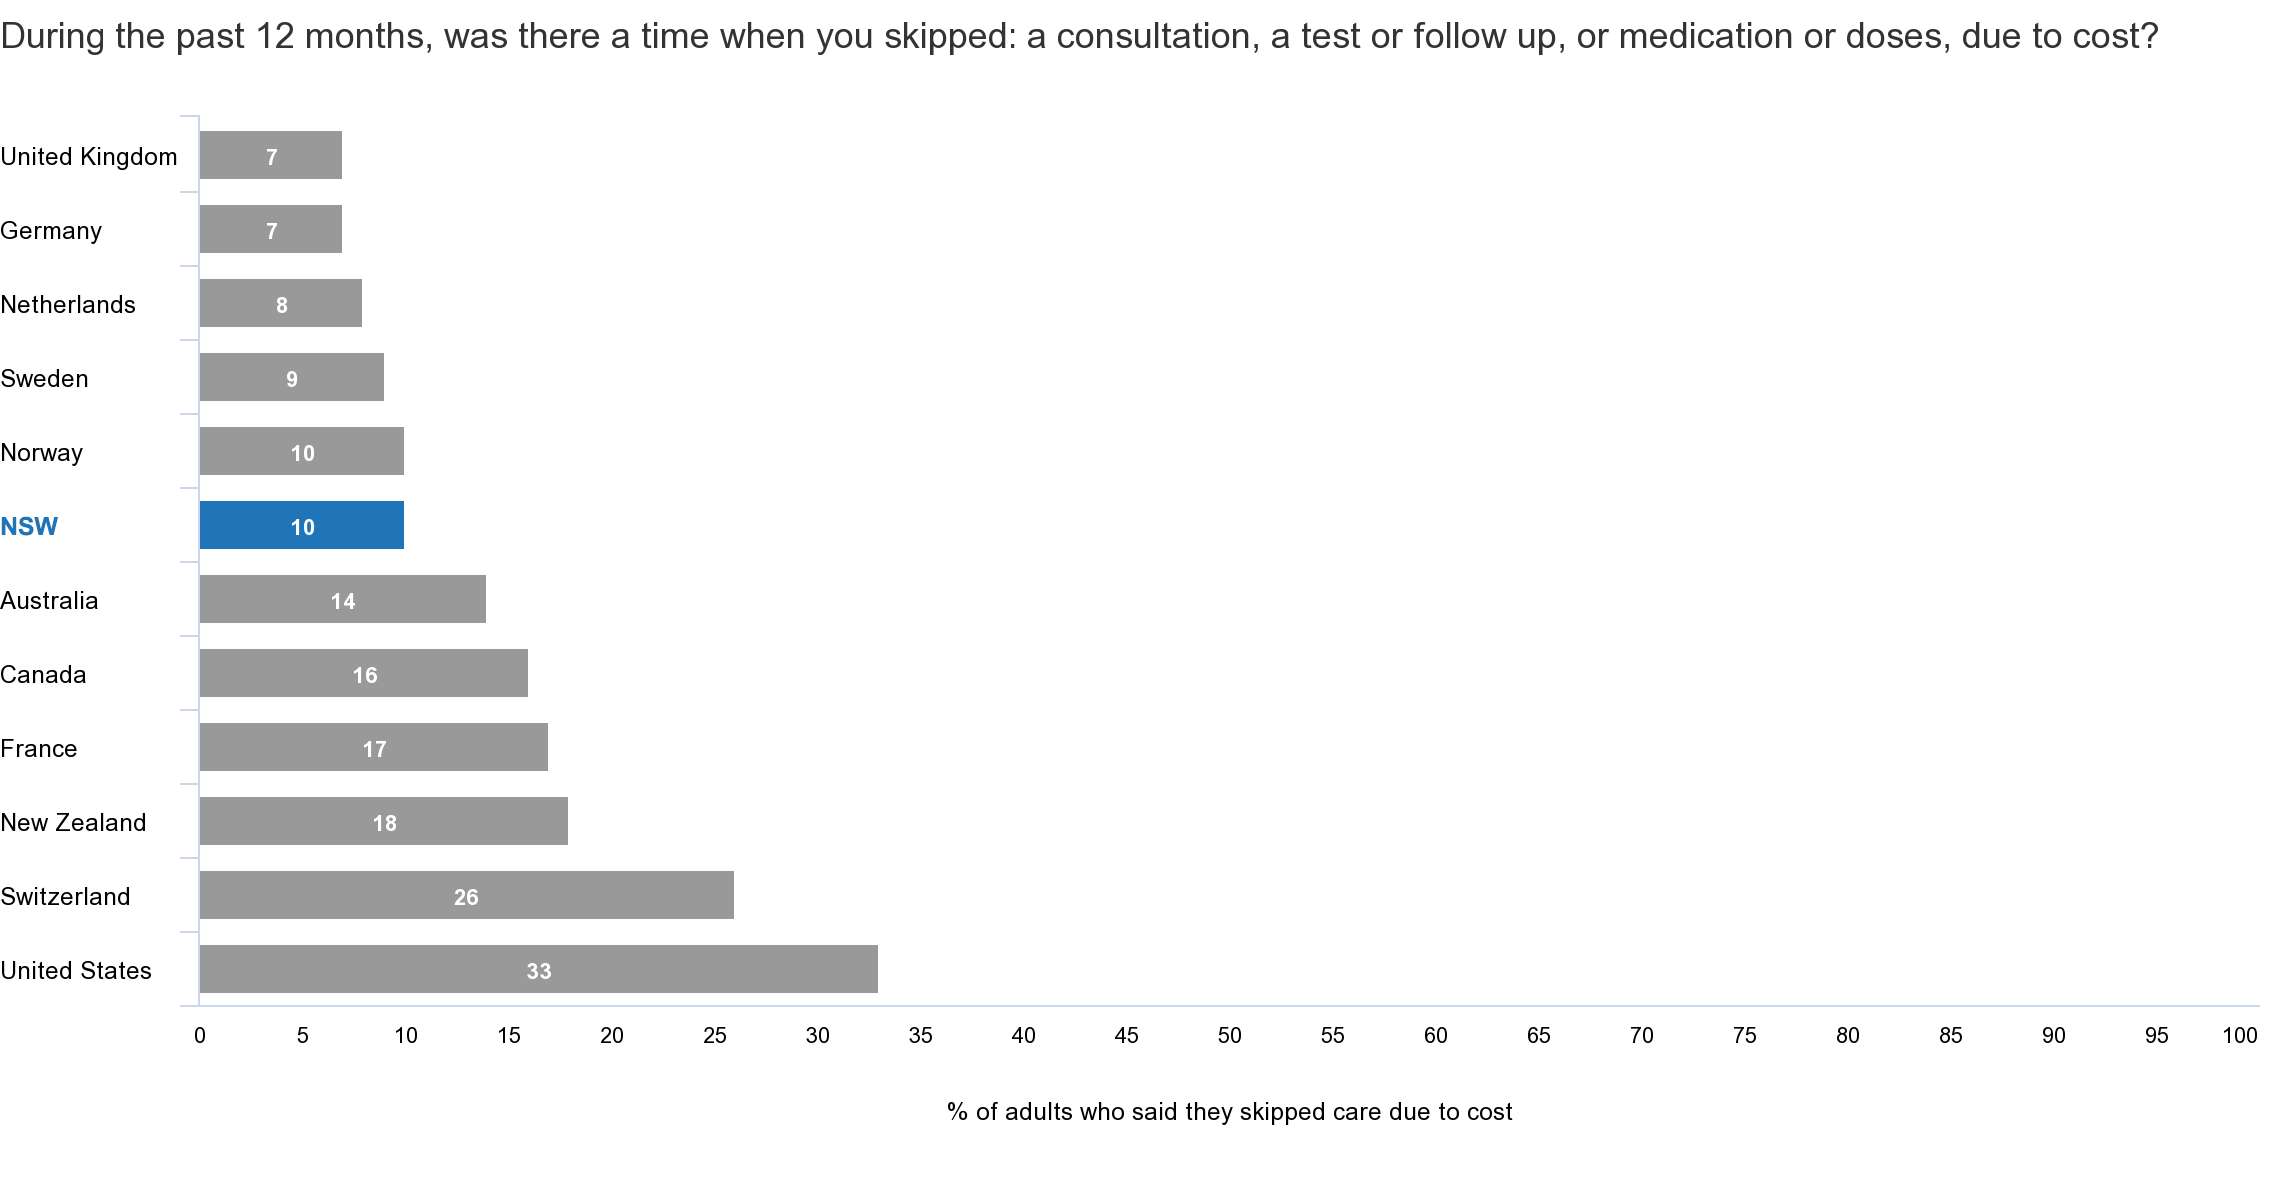 During the past 12 months, was there a time when you skipped: a consultation, a test or follow up, or medication or doses, due to cost?
United Kingdom 7
Germany 7
Netherlands 8
Sweden 9
Norway 10
NSW 10
Australia 14
Canada 16
France 17
New Zealand 18
Switzerland 26
United States 33
0 5 10 15 20 25 30 35 40 45 50 55 60 65 70 75 80 85 90 95 100
% of adults who said they skipped care due to cost